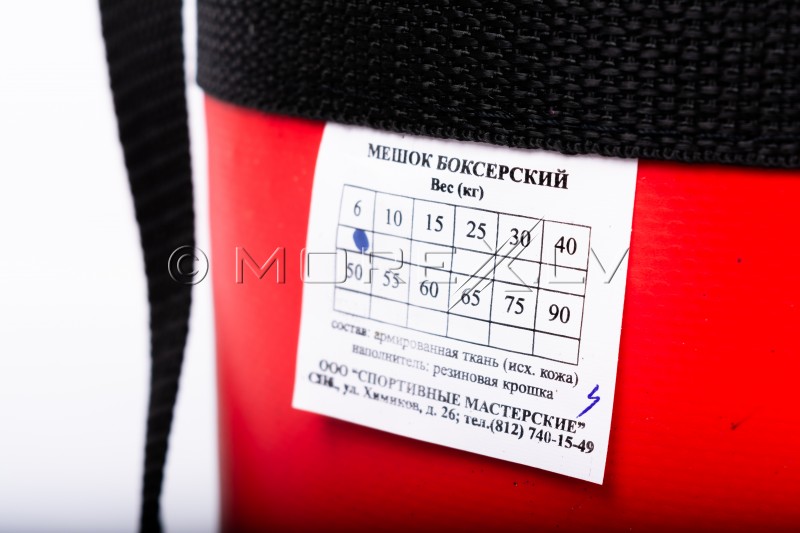 МЕШОК БОКСЕРСКИЙ
Вес (кг)
6 10 15 25 30 40
50 55 60 65 75 90
состав: армированная ткань (исх. кожа)
наполнитель: резиновая крошка
ООО "СПОРТИВНЫЕ МАСТЕРСКИЕ"
СПб., ул. Химиков, д. 26; тел.(812) 740-15-49
© MOREX.LV